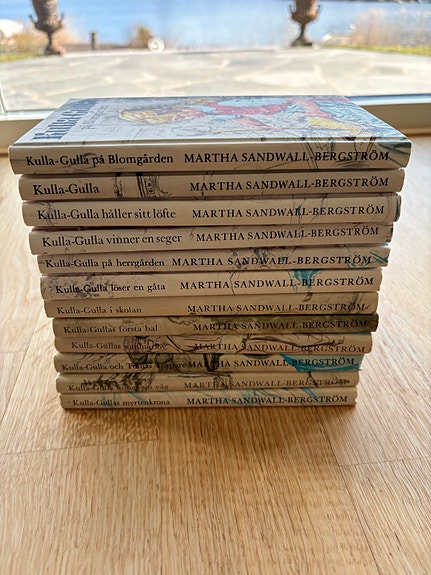 Kulla-Gulla på Blomgården MARTHA SANDWALL-BERGSTRÖM
Kulla-Gulla MARTHA SANDWALL-BERGSTRÖM
Kulla-Gulla håller sitt löfte MARTHA SANDWALL-BERGSTRÖM
Kulla-Gulla vinner en seger MARTHA SANDWALL-BERGSTRÖM
Kulla-Gulla på herrgården MARTHA SANDWALL-BERGSTRÖM
Kulla-Gulla löser en gåta MARTHA SANDWALL-BERGSTRÖM
Kulla-Gulla i skolan MARTHA SANDWALL-BERGSTRÖM
Kulla-Gullas första bal MARTHA SANDWALL-BERGSTRÖM
Kulla-Gullas MARTHA SANDWALL-BERGSTRÖM
Kulla-Gulla och MARTHA SANDWALL-BERGSTRÖM
Kulla-Gulla MARTHA SANDWALL-BERGSTRÖM
Kulla-Gullas myrtenkrona MARTHA SANDWALL-BERGSTRÖM